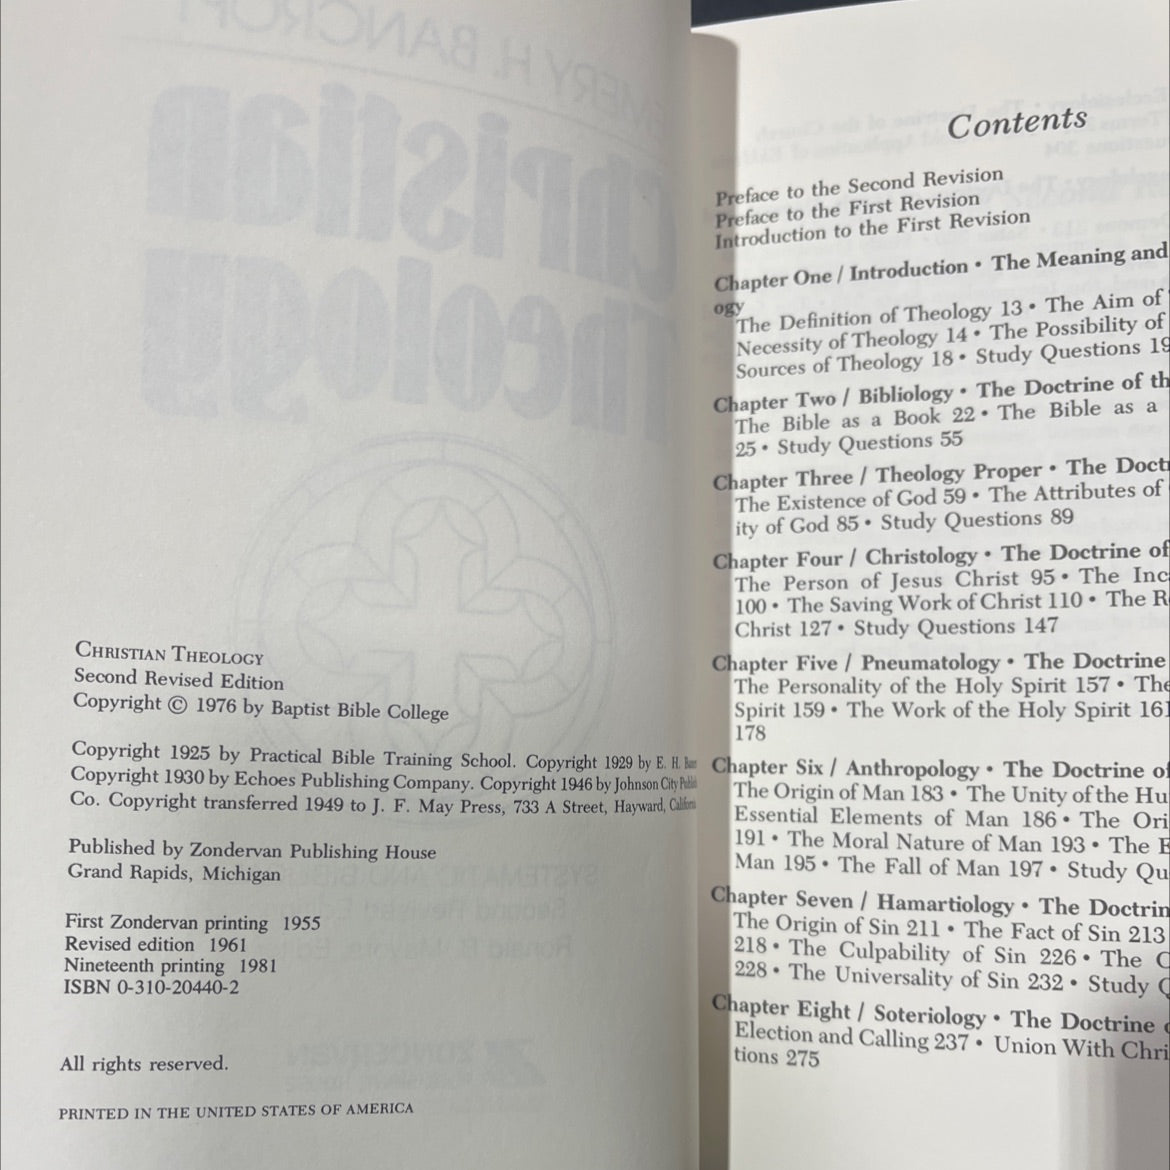 CHRISTIAN THEOLOGY
Second Revised Edition
Copyright © 1976 by Baptist Bible College
Copyright 1925 by Practical Bible Training School. Copyright 1929 by E. H.
Copyright 1930 by Echoes Publishing Company. Copyright 1946 by Johnson City
Co. Copyright transferred 1949 to J. F. May Press, 733 A Street, Hayward, California
Published by Zondervan Publishing House
Grand Rapids, Michigan
First Zondervan printing 1955
Revised edition 1961
Nineteenth printing 1981
ISBN 0-310-20440-2
All rights reserved.
PRINTED IN THE UNITED STATES OF AMERICA
Contents
Preface to the Second Revision
Preface to the First Revision
Introduction to the First Revision
Chapter One / Introduction • The Meaning and
ogy
The Definition of Theology 13 • The Aim of
Necessity of Theology 14 • The Possibility of
Sources of Theology 18 • Study Questions 19
Chapter Two / Bibliology • The Doctrine of th
The Bible as a Book 22 • The Bible as a
25 • Study Questions 55
Chapter Three / Theology Proper • The Doct
The Existence of God 59 • The Attributes of
ity of God 85 • Study Questions 89
Chapter Four / Christology • The Doctrine of
The Person of Jesus Christ 95 • The Inc
100 • The Saving Work of Christ 110 • The R
Christ 127 • Study Questions 147
Chapter Five / Pneumatology • The Doctrine
The Personality of the Holy Spirit 157 • The
Spirit 159 • The Work of the Holy Spirit 161
178
Chapter Six / Anthropology • The Doctrine of
The Origin of Man 183 • The Unity of the Hu
Essential Elements of Man 186 • The Ori
191 • The Moral Nature of Man 193 • The E
Man 195 • The Fall of Man 197 • Study Qu
Chapter Seven / Hamartiology • The Doctrin
The Origin of Sin 211 • The Fact of Sin 213
218 • The Culpability of Sin 226 • The C
228 • The Universality of Sin 232 • Study Q
Chapter Eight / Soteriology • The Doctrine
Election and Calling 237 • Union With Chri
tions 275